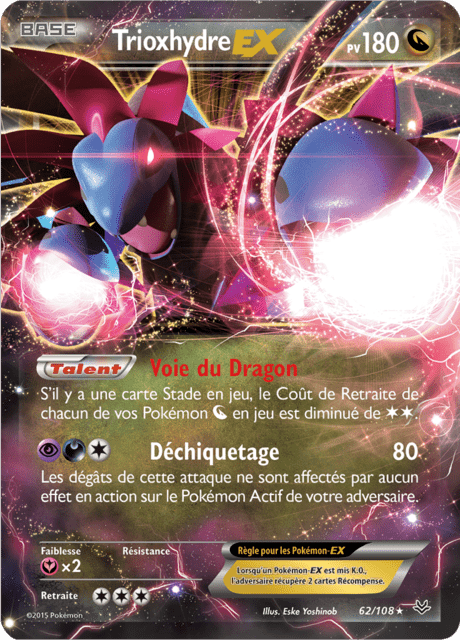 BASE
Trioxhydre EX
PV 180
Talent Voie du Dragon
S'il y a une carte Stade en jeu, le Coût de Retraite de
chacun de vos Pokémon en jeu est diminué de
Déchiquetage 80
Les dégâts de cette attaque ne sont affectés par aucun
effet en action sur le Pokémon Actif de votre adversaire.
Faiblesse Résistance
×2
Retraite
Règle pour les Pokémon-EX
Lorsqu'un Pokémon-EX est mis K.O.,
l'adversaire récupère 2 cartes Récompense.
©2015 Pokémon
Illus. Eske Yoshinob
62/108 ★